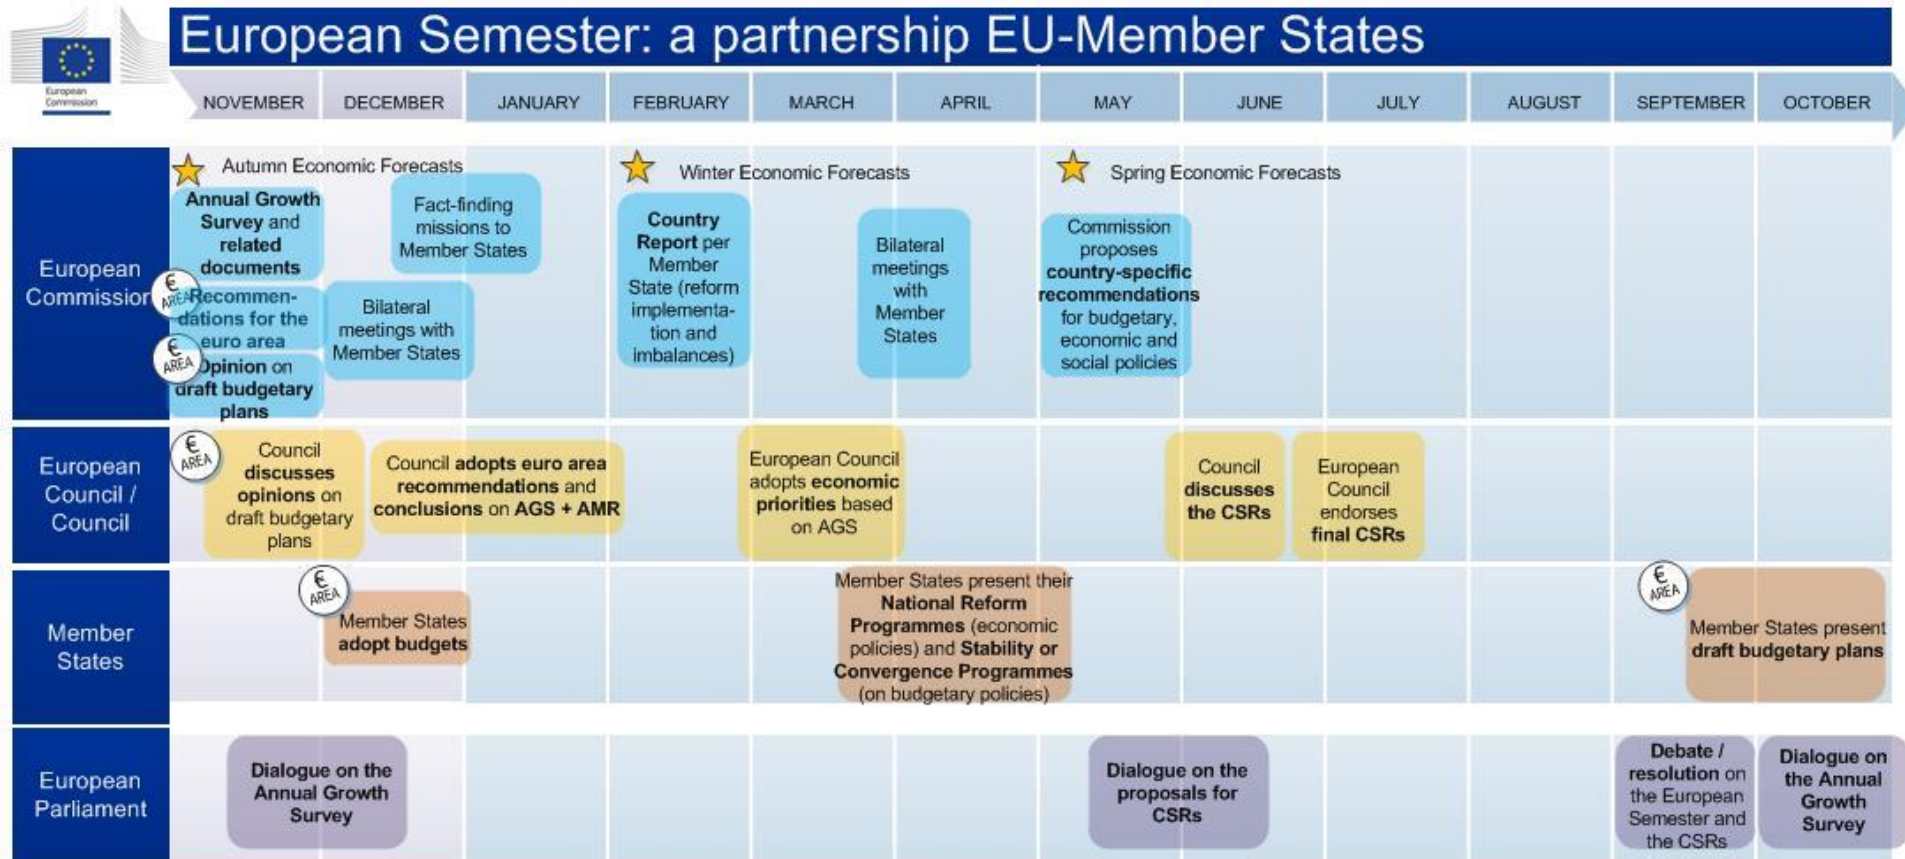 European Semester: a partnership EU-Member States
European
Commission
NOVEMBER
DECEMBER
JANUARY
FEBRUARY
MARCH
APRIL
MAY
JUNE
JULY
AUGUST
SEPTEMBER
OCTOBER
European
Commission
Autumn Economic Forecasts
Annual Growth
Survey and
related
documents
€
AREA
Recommen-
dations for the
euro area
€
AREA
Opinion on
draft budgetary
plans
Fact-finding
missions to
Member States
Bilateral
meetings with
Member States
Winter Economic Forecasts
Country
Report per
Member
State (reform
implementa-
tion and
imbalances)
Bilateral
meetings
with
Member
States
Spring Economic Forecasts
Commission
proposes
country-specific
recommendations
for budgetary,
economic and
social policies
European
Council /
Council
€
AREA
Council
discusses
opinions on
draft budgetary
plans
Council adopts euro area
recommendations and
conclusions on AGS + AMR
European Council
adopts economic
priorities based
on AGS
Council
discusses
the CSRs
European
Council
endorses
final CSRs
Member
States
€
AREA
Member States
adopt budgets
Member States present their
National Reform
Programmes (economic
policies) and Stability or
Convergence Programmes
(on budgetary policies)
€
AREA
Member States present
draft budgetary plans
European
Parliament
Dialogue on the
Annual Growth
Survey
Dialogue on the
proposals for
CSRs
Debate /
resolution on
the European
Semester and
the CSRs
Dialogue on
the Annual
Growth
Survey